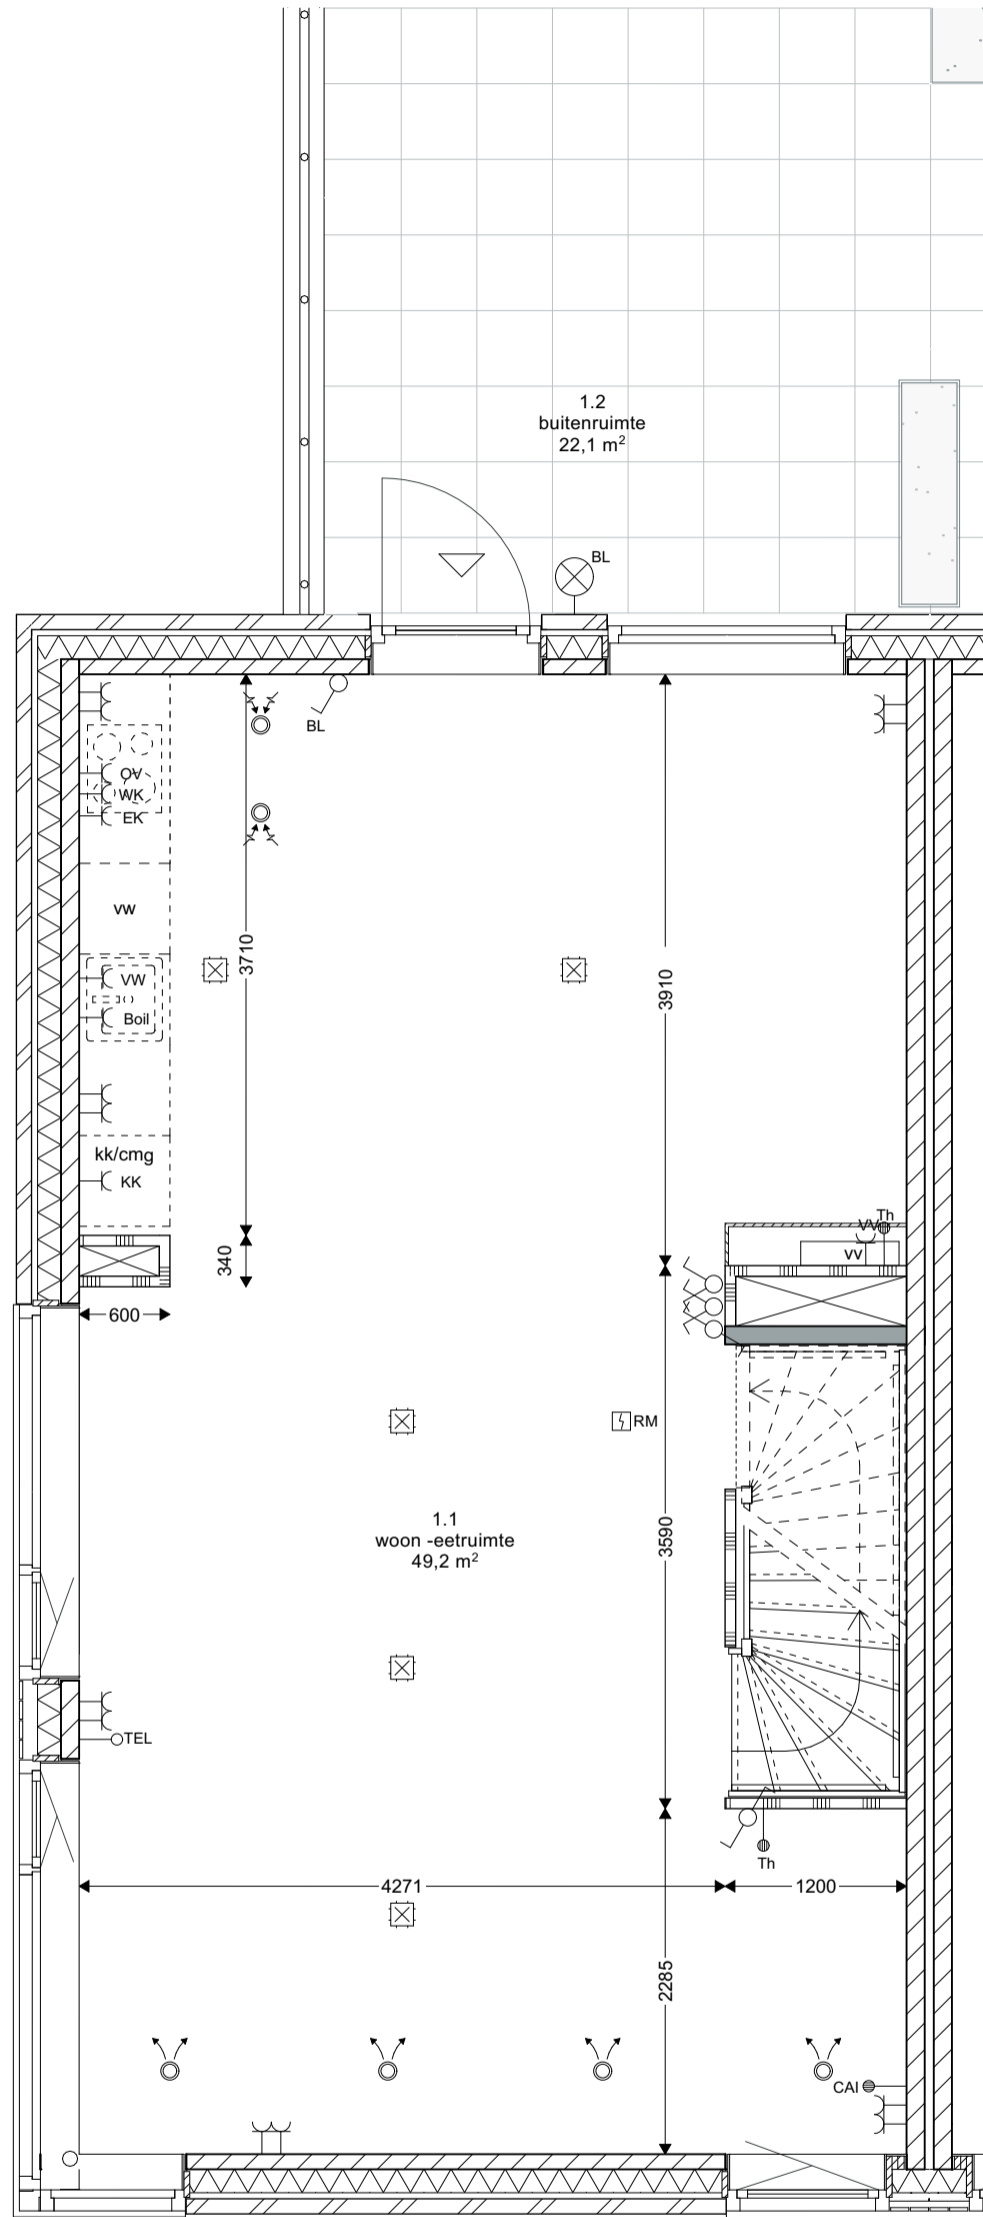 1.2
buitenruimte
22,1 m²
BL
BL
OV
WK
EK
vw
3710
3910
VW
Boil
kk/cmg
KK
Th
VV
vv
340
600
RM
1.1
woon -eetruimte
49,2 m²
3590
TEL
Th
4271
1200
2285
CAI